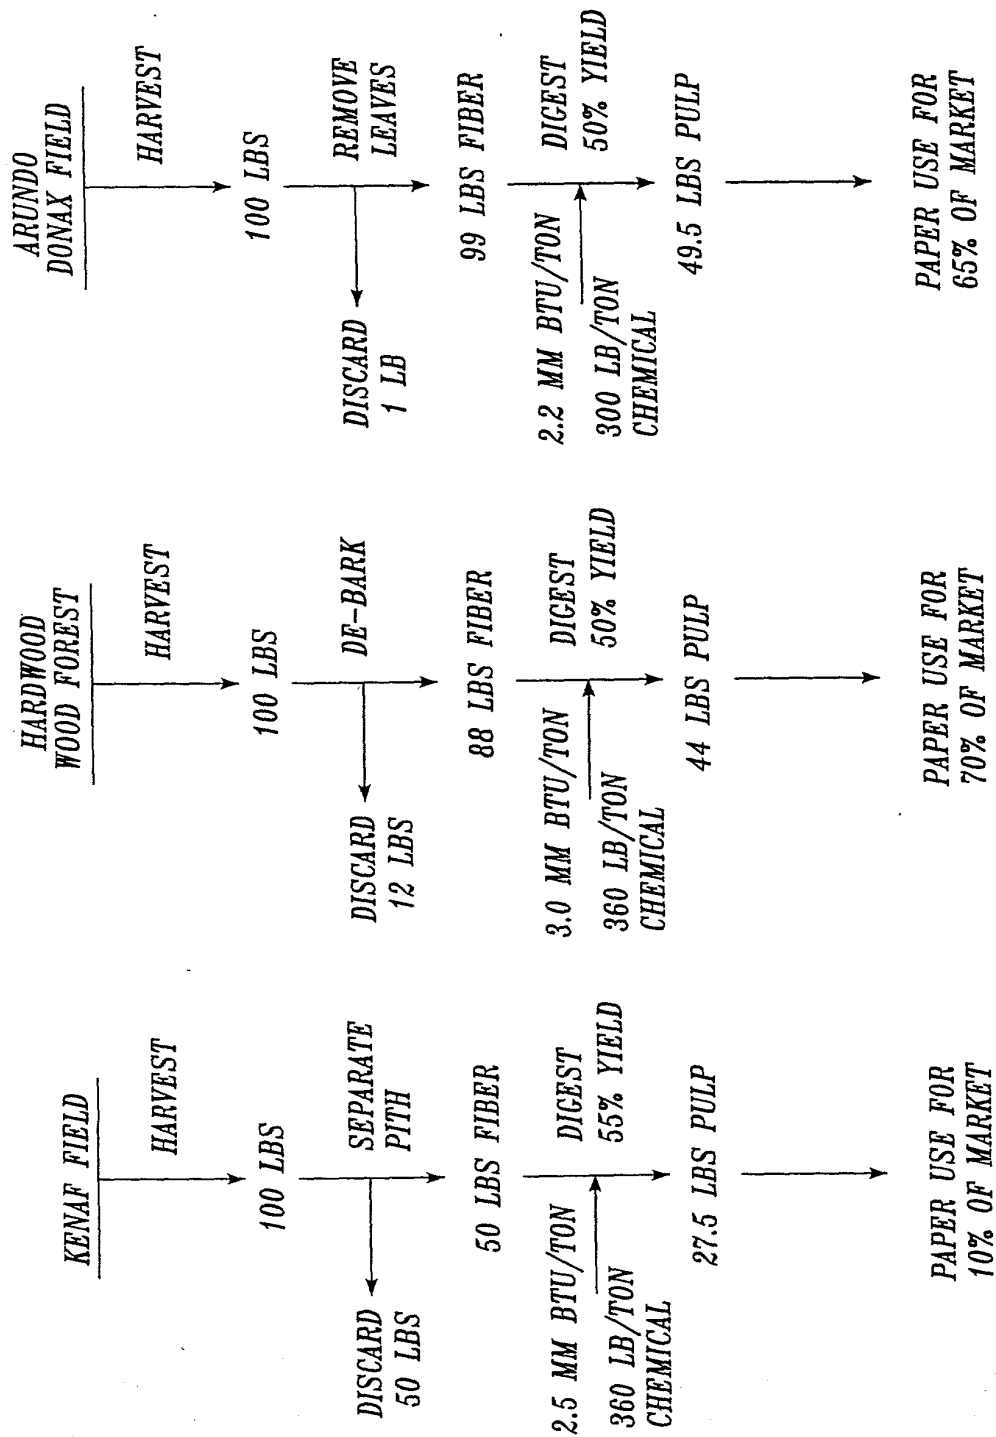 KENAF FIELD
HARVEST
100 LBS
SEPARATE
PITH
DISCARD
50 LBS
50 LBS FIBER
2.5 MM BTU/TON
360 LB/TON
CHEMICAL
DIGEST
55% YIELD
27.5 LBS PULP
PAPER USE FOR
10% OF MARKET
HARDWOOD
WOOD FOREST
HARVEST
100 LBS
DE-BARK
DISCARD
12 LBS
88 LBS FIBER
3.0 MM BTU/TON
360 LB/TON
CHEMICAL
DIGEST
50% YIELD
44 LBS PULP
PAPER USE FOR
70% OF MARKET
ARUNDO
DONAX FIELD
HARVEST
100 LBS
REMOVE
LEAVES
DISCARD
1 LB
99 LBS FIBER
2.2 MM BTU/TON
300 LB/TON
CHEMICAL
DIGEST
50% YIELD
49.5 LBS PULP
PAPER USE FOR
65% OF MARKET